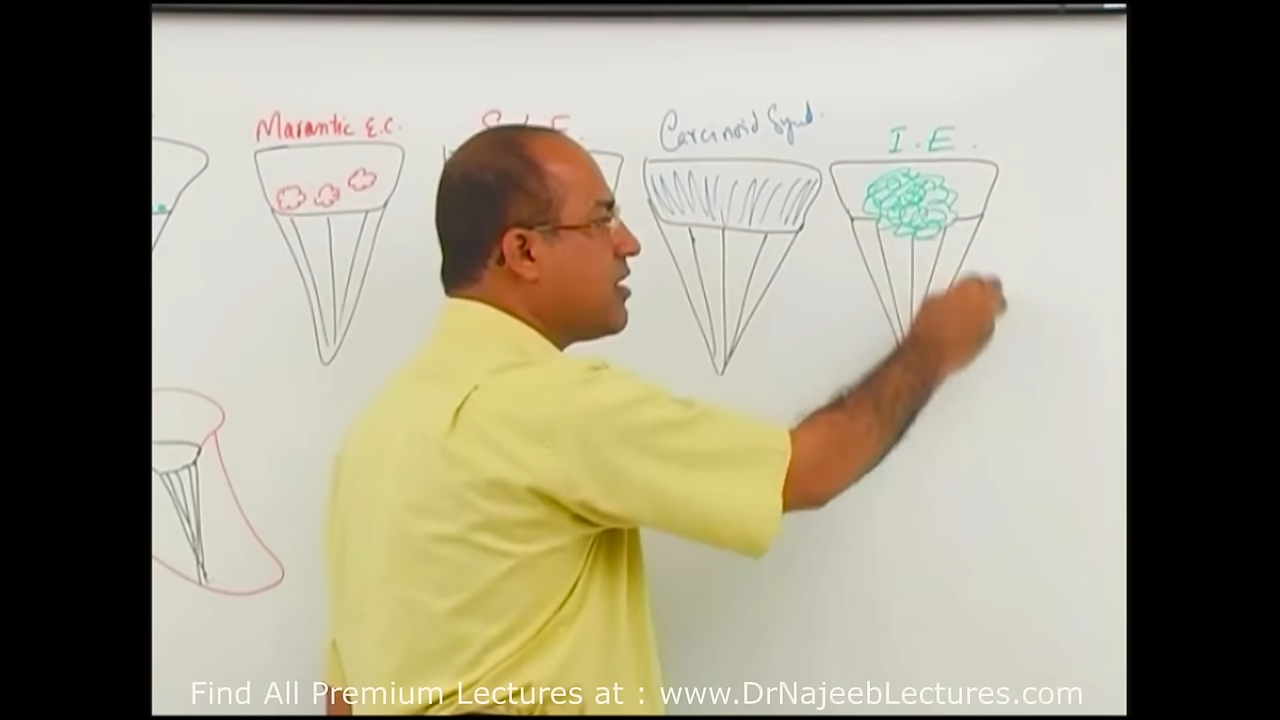 Marantic E.C.
Carcinoid Synd.
I.E.
Find All Premium Lectures at : www.DrNajeebLectures.com